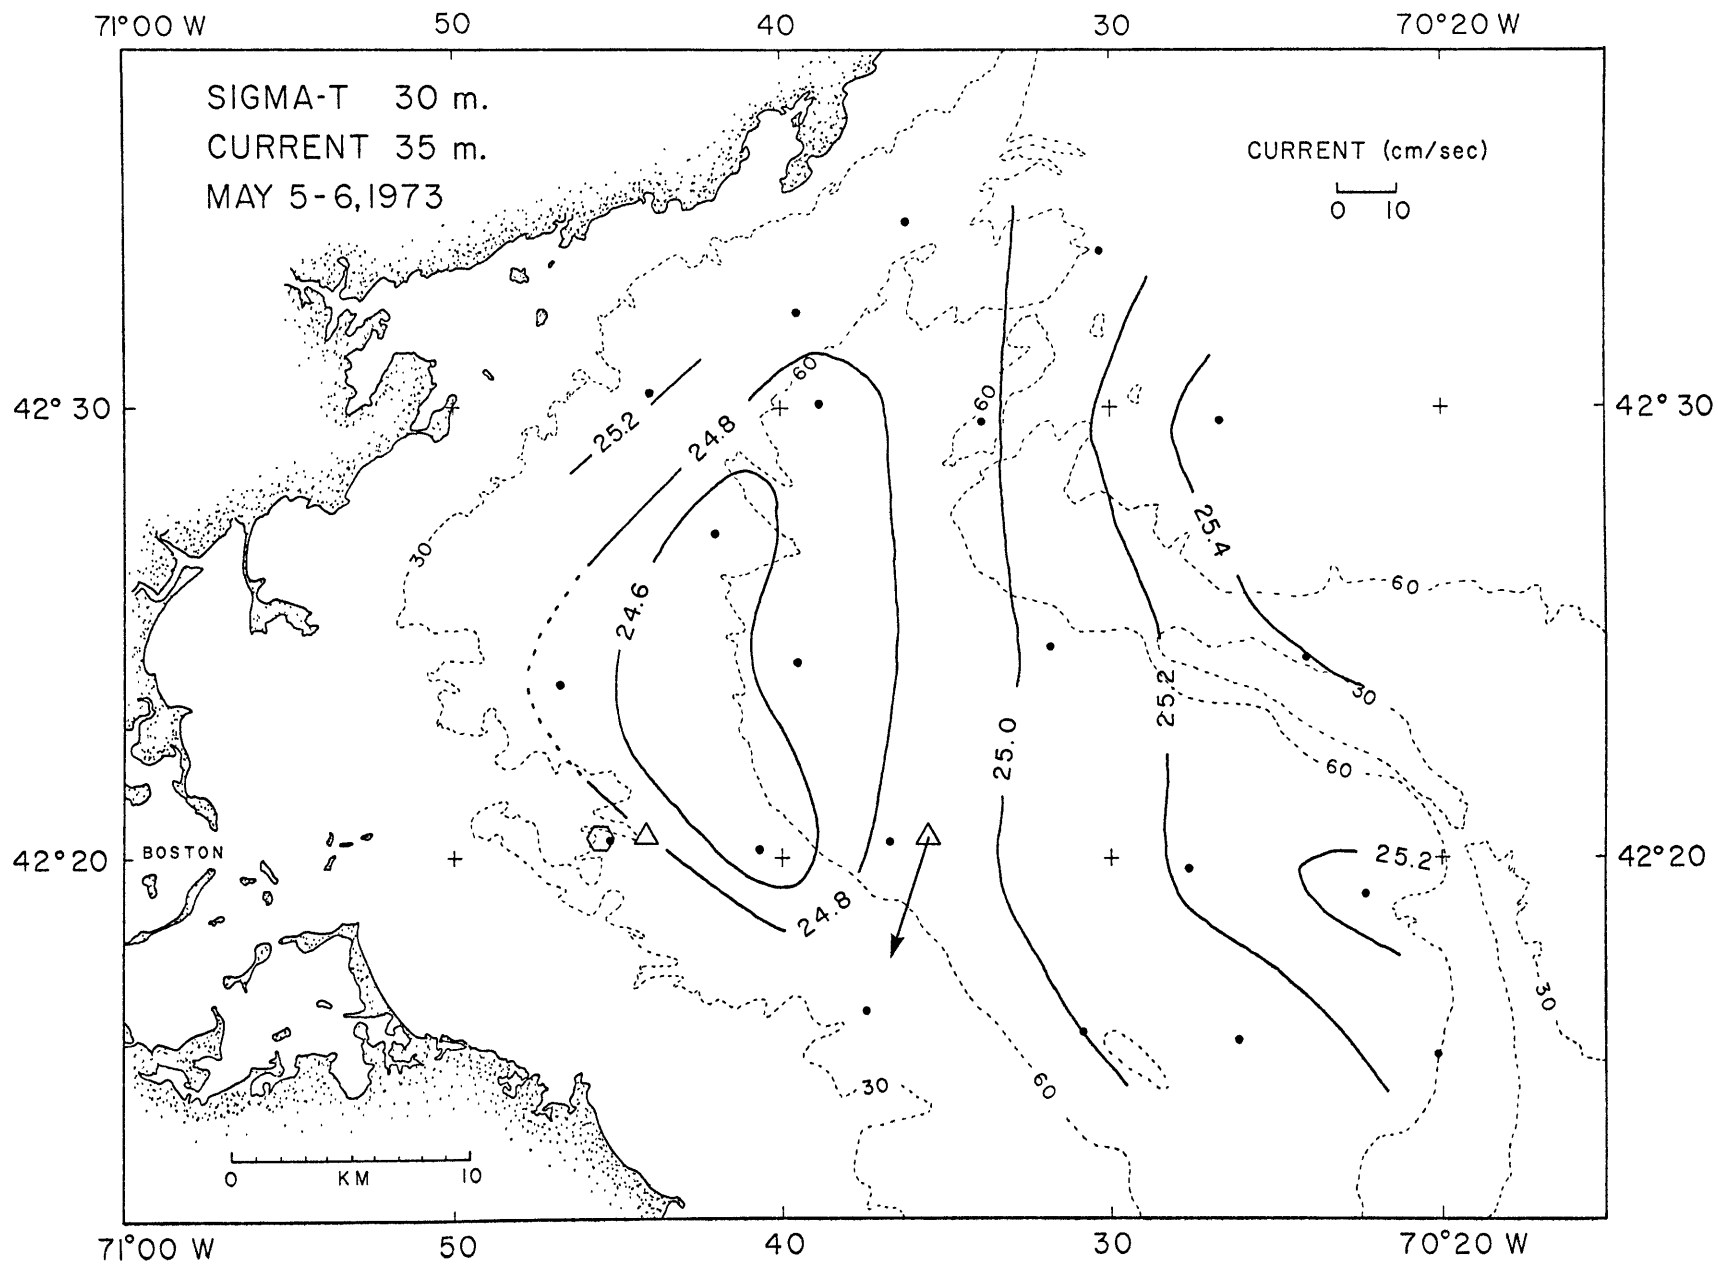 71°00 W 50 40 30 70°20 W
SIGMA-T 30 m.
CURRENT 35 m.
MAY 5-6, 1973
CURRENT (cm/sec)
0 10
60
60
42° 30 42° 30
25.2
24.8
25.4
30
60
24.6
25.2
30
25.0
60
BOSTON
42° 20 42° 20
25.2
24.8
30
60
30
0 KM 10
71°00 W 50 40 30 70°20 W